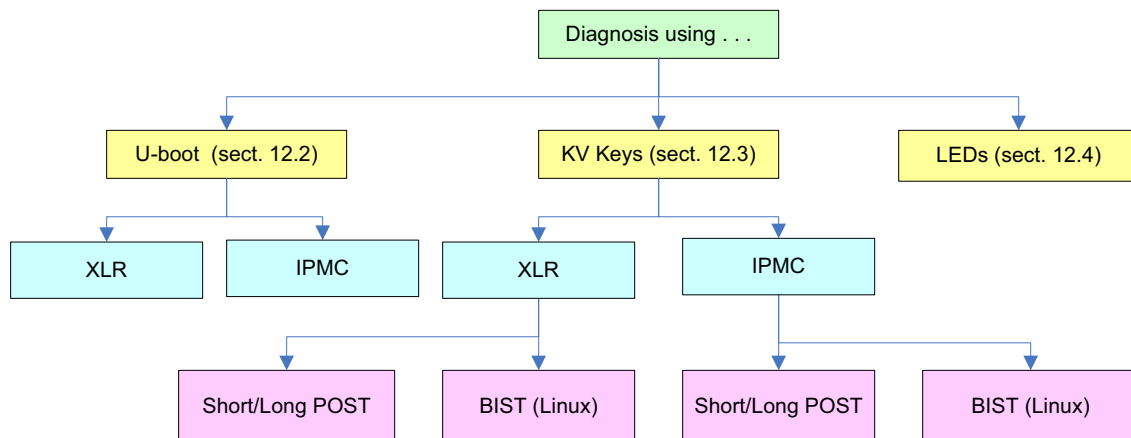 Diagnosis using . . .
U-boot (sect. 12.2)
KV Keys (sect. 12.3)
LEDs (sect. 12.4)
XLR
IPMC
XLR
IPMC
Short/Long POST
BIST (Linux)
Short/Long POST
BIST (Linux)